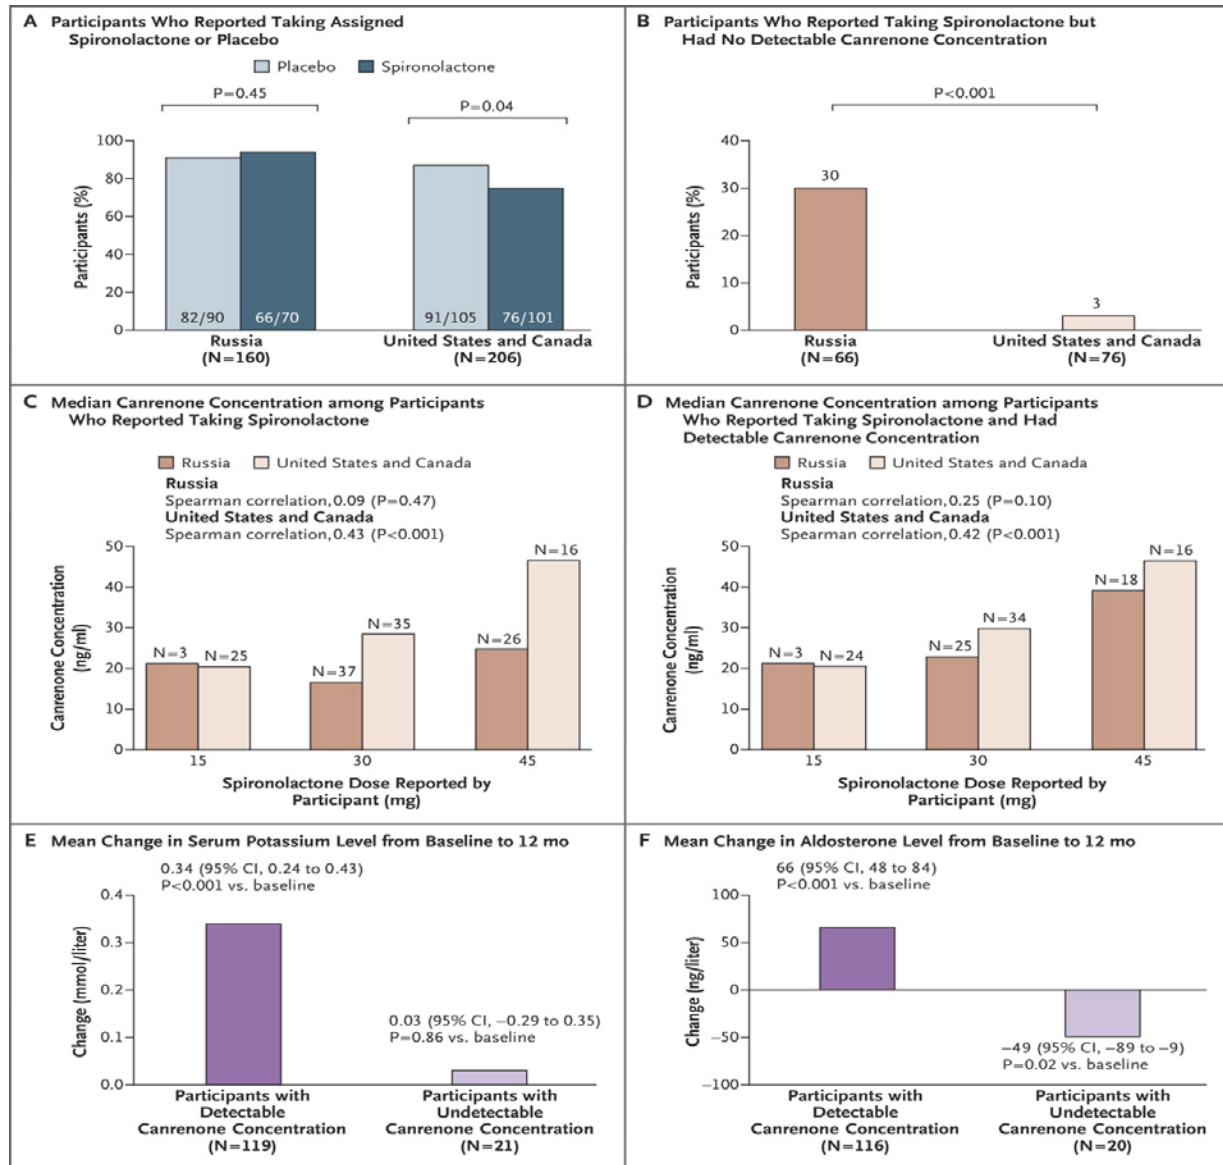 A Participants Who Reported Taking Assigned
Spironolactone or Placebo
Placebo Spironolactone
P=0.45
P=0.04
Participants (%)
100
80
60
40
20
0
82/90 66/70 91/105 76/101
Russia
(N=160)
United States and Canada
(N=206)
B Participants Who Reported Taking Spironolactone but
Had No Detectable Canrenone Concentration
P<0.001
Participants (%)
40
30
20
10
0
30
3
Russia
(N=66)
United States and Canada
(N=76)
C Median Canrenone Concentration among Participants
Who Reported Taking Spironolactone
Russia United States and Canada
Russia
Spearman correlation, 0.09 (P=0.47)
United States and Canada
Spearman correlation, 0.43 (P<0.001)
Canrenone Concentration
(ng/ml)
50
40
30
20
10
0
N=3 N=25
N=37 N=35
N=26 N=16
15 30 45
Spironolactone Dose Reported by
Participant (mg)
D Median Canrenone Concentration among Participants
Who Reported Taking Spironolactone and Had
Detectable Canrenone Concentration
Russia United States and Canada
Russia
Spearman correlation, 0.25 (P=0.10)
United States and Canada
Spearman correlation, 0.42 (P<0.001)
Canrenone Concentration
(ng/ml)
50
40
30
20
10
0
N=3 N=24
N=25 N=34
N=18 N=16
15 30 45
Spironolactone Dose Reported by
Participant (mg)
E Mean Change in Serum Potassium Level from Baseline to 12 mo
0.34 (95% CI, 0.24 to 0.43)
P<0.001 vs. baseline
Change (mmol/liter)
0.4
0.3
0.2
0.1
0.0
0.03 (95% CI, −0.29 to 0.35)
P=0.86 vs. baseline
Participants with
Detectable
Canrenone Concentration
(N=119)
Participants with
Undetectable
Canrenone Concentration
(N=21)
F Mean Change in Aldosterone Level from Baseline to 12 mo
66 (95% CI, 48 to 84)
P<0.001 vs. baseline
Change (ng/liter)
100
50
0
−50
−100
−49 (95% CI, −89 to −9)
P=0.02 vs. baseline
Participants with
Detectable
Canrenone Concentration
(N=116)
Participants with
Undetectable
Canrenone Concentration
(N=20)